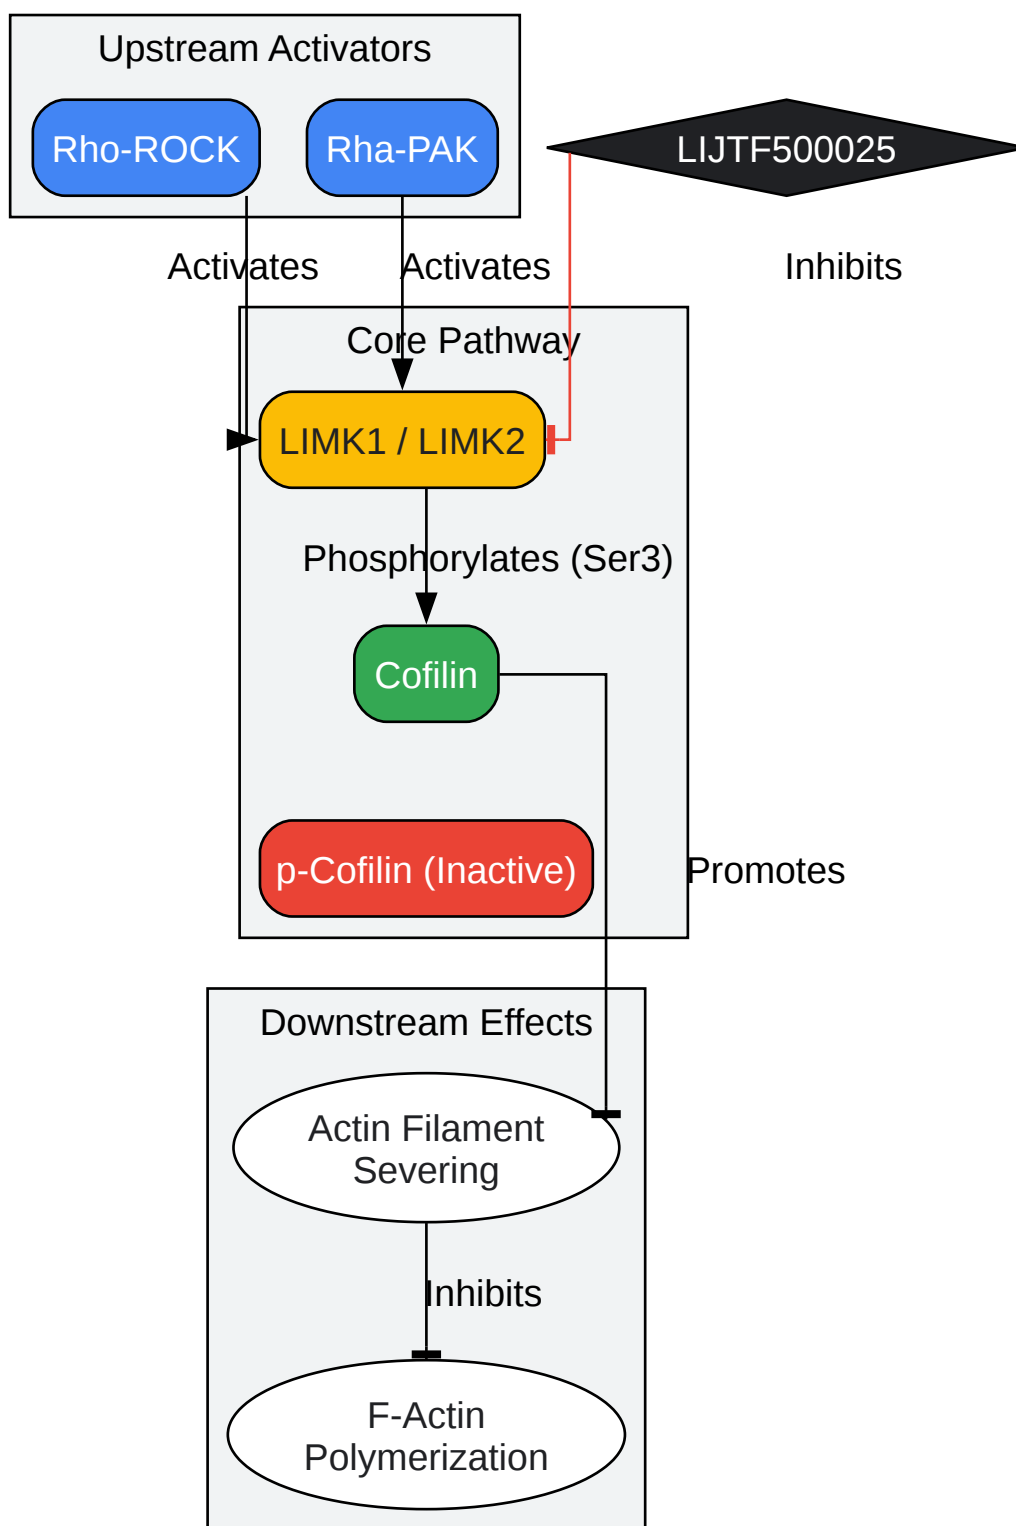 Upstream Activators
Rho-ROCK
Rha-PAK
LIJTF500025
Activates
Activates
Inhibits
Core Pathway
LIMK1 / LIMK2
Phosphorylates (Ser3)
Cofilin
p-Cofilin (Inactive)
Promotes
Downstream Effects
Actin Filament
Severing
Inhibits
F-Actin
Polymerization